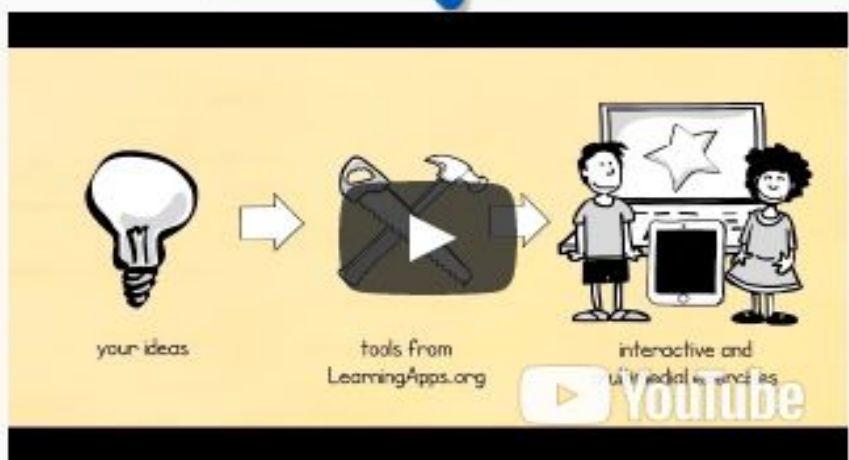 your ideas
tools from
LearningApps.org
interactive and
YouTube